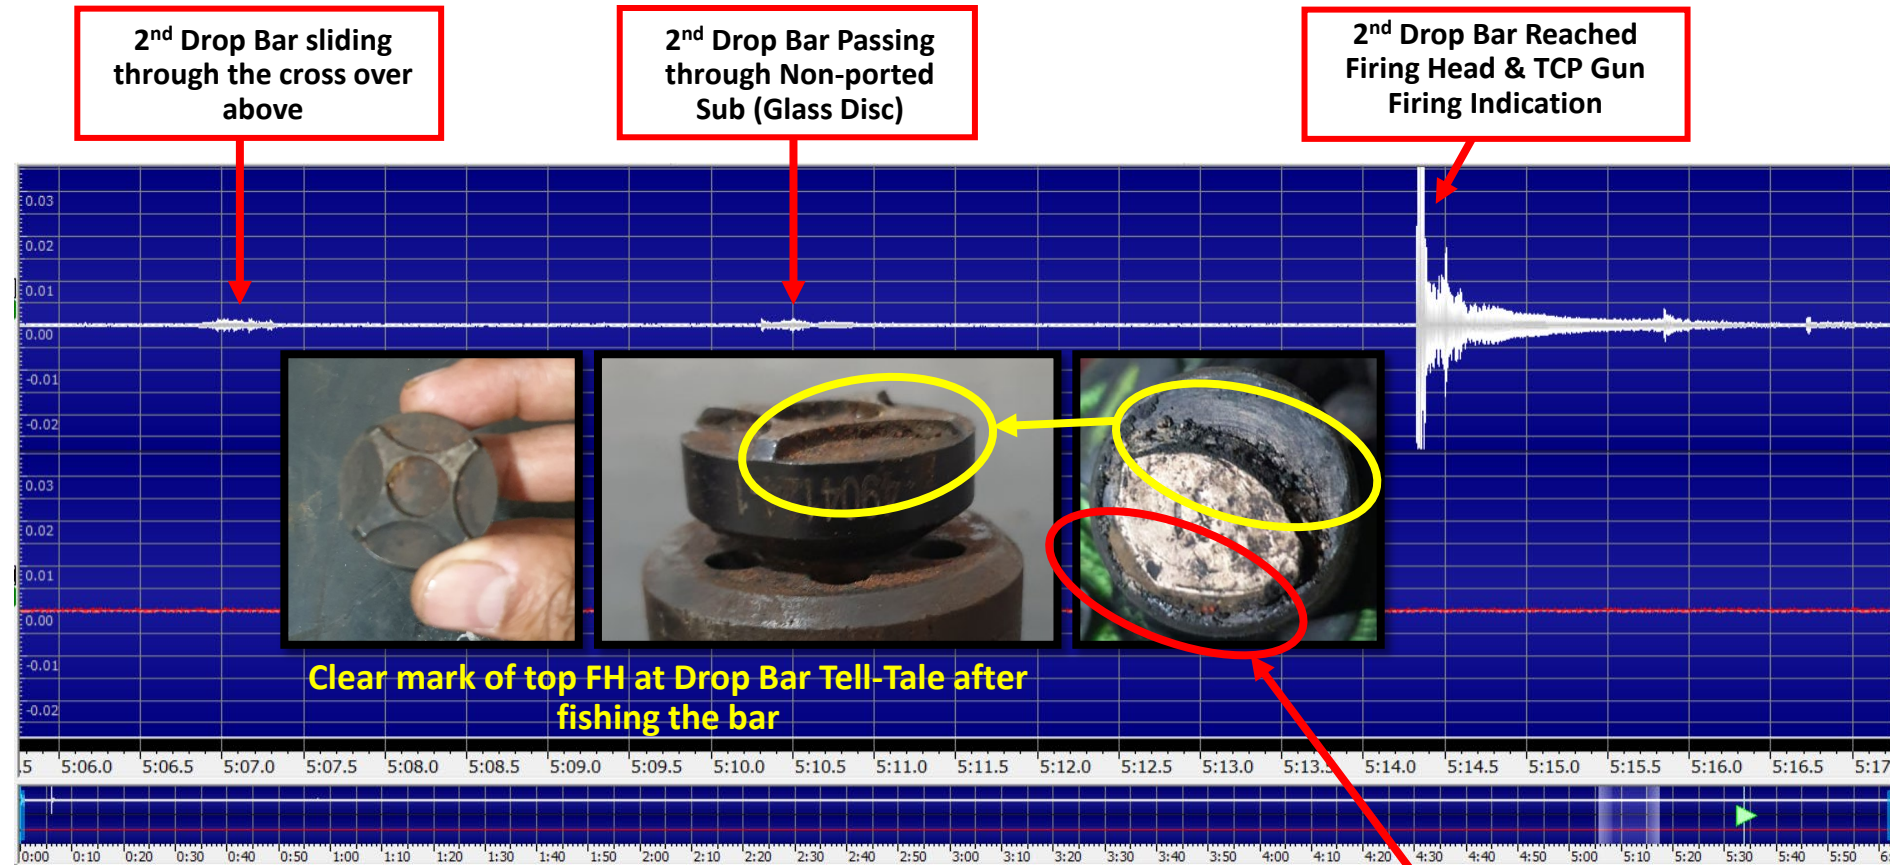 2nd Drop Bar sliding
through the cross over
above
2nd Drop Bar Passing
through Non-ported
Sub (Glass Disc)
2nd Drop Bar Reached
Firing Head & TCP Gun
Firing Indication
0.03
0.02
0.01
0.00
-0.01
-0.02
0.03
0.02
0.01
0.00
-0.01
-0.02
Clear mark of top FH at Drop Bar Tell-Tale after
fishing the bar
.5 5:06.0 5:06.5 5:07.0 5:07.5 5:08.0 5:08.5 5:09.0 5:09.5 5:10.0 5:10.5 5:11.0 5:11.5 5:12.0 5:12.5 5:13.0 5:13.5 5:14.0 5:14.5 5:15.0 5:15.5 5:16.0 5:16.5 5:17
0:00 0:10 0:20 0:30 0:40 0:50 1:00 1:10 1:20 1:30 1:40 1:50 2:00 2:10 2:20 2:30 2:40 2:50 3:00 3:10 3:20 3:30 3:40 3:50 4:00 4:10 4:20 4:30 4:40 4:50 5:00 5:10 5:20 5:30 5:40 5:50